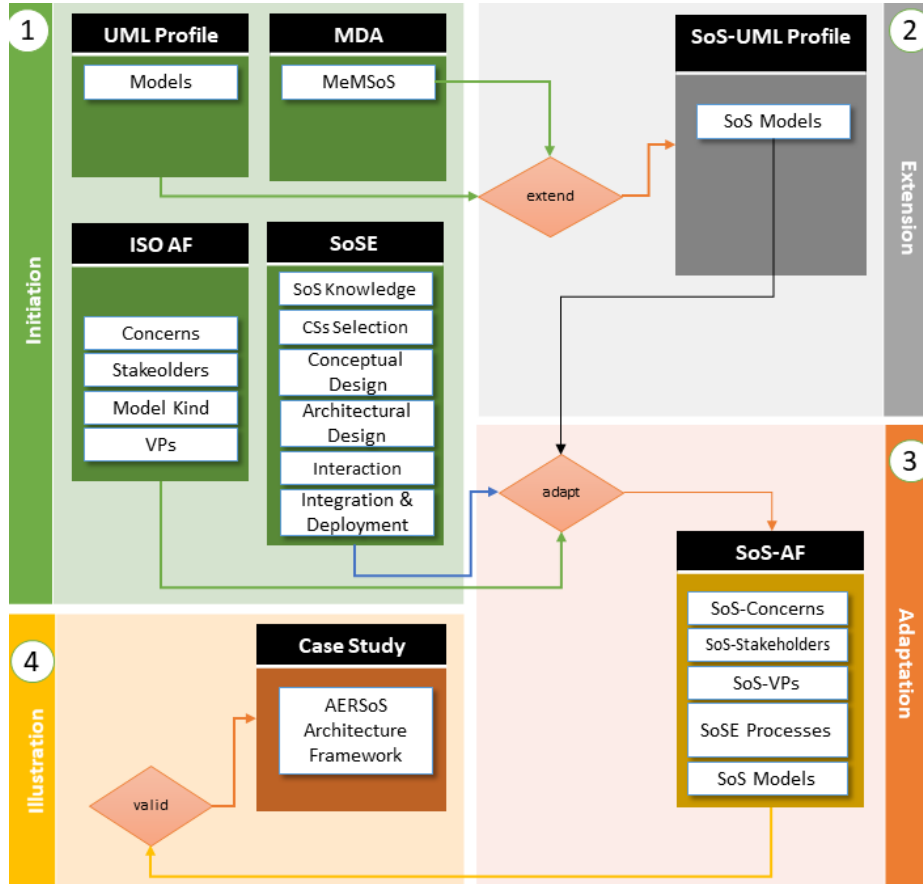 1
UML Profile
Models
MDA
MeMSoS
ISO AF
Concerns
Stakeolders
Model Kind
VPs
SoSE
SoS Knowledge
CSs Selection
Conceptual
Design
Architectural
Design
Interaction
Integration &
Deployment
Initiation
2
SoS-UML Profile
SoS Models
extend
Extension
3
adapt
SoS-AF
SoS-Concerns
SoS-Stakeholders
SoS-VPs
SoSE Processes
SoS Models
Adaptation
4
Case Study
AERSoS
Architecture
Framework
valid
Illustration